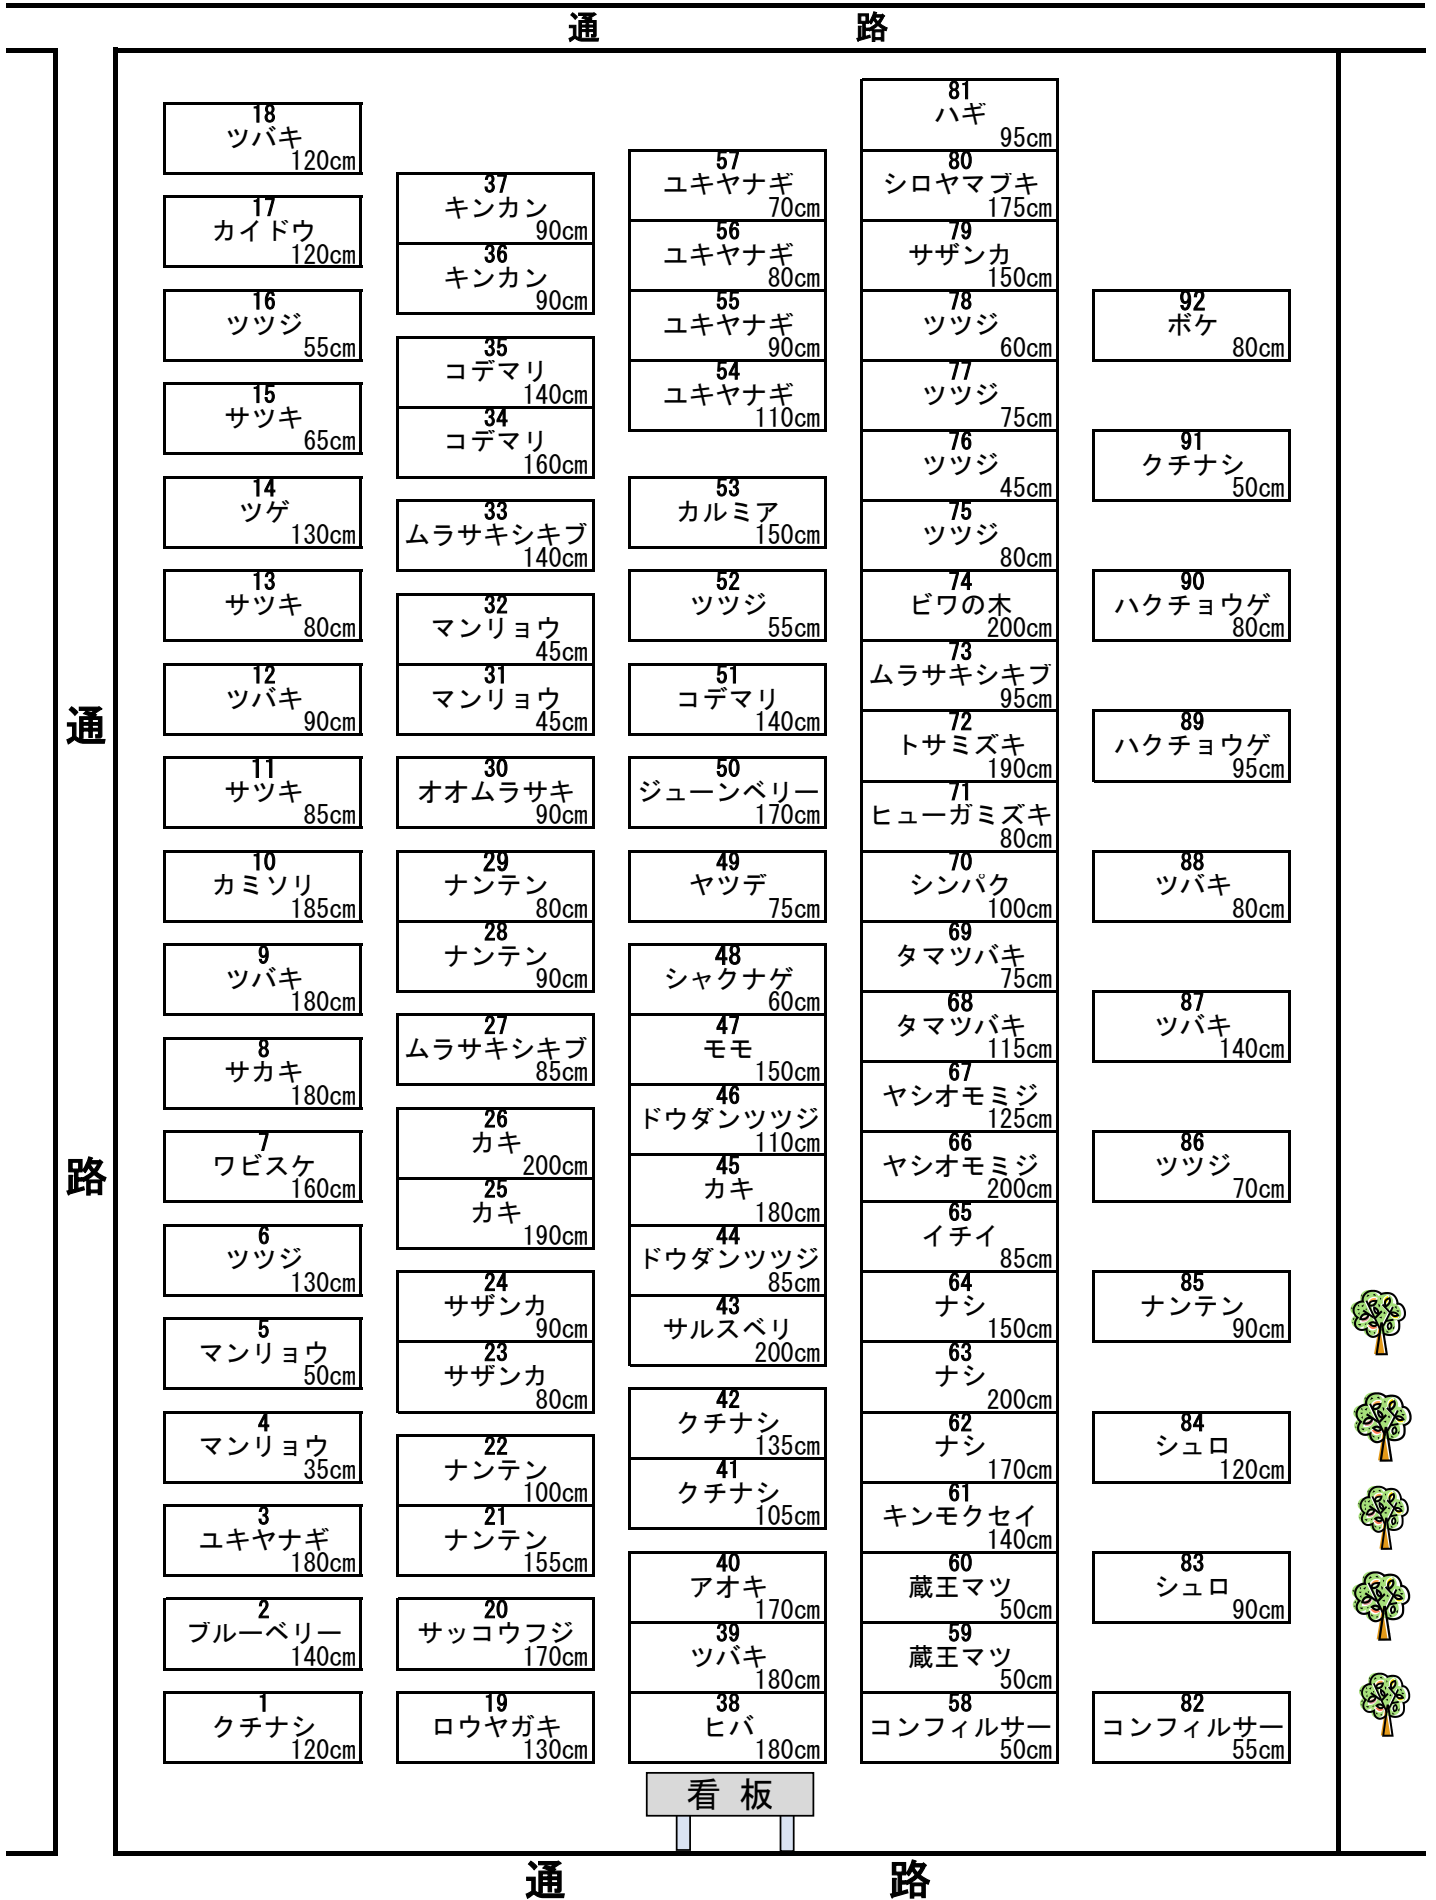 通 路
18
ツバキ
120cm
17
カイドウ
120cm
16
ツツジ
55cm
15
サツキ
65cm
14
ツゲ
130cm
13
サツキ
80cm
12
ツバキ
90cm
11
サツキ
85cm
10
カミソリ
185cm
9
ツバキ
180cm
8
サカキ
180cm
7
ワビスケ
160cm
6
ツツジ
130cm
5
マンリョウ
50cm
4
マンリョウ
35cm
3
ユキヤナギ
180cm
2
ブルーベリー
140cm
1
クチナシ
120cm
37
キンカン
90cm
36
キンカン
90cm
35
コデマリ
140cm
34
コデマリ
160cm
33
ムラサキシキブ
140cm
32
マンリョウ
45cm
31
マンリョウ
45cm
30
オオムラサキ
90cm
29
ナンテン
80cm
28
ナンテン
90cm
27
ムラサキシキブ
85cm
26
カキ
200cm
25
カキ
190cm
24
サザンカ
90cm
23
サザンカ
80cm
22
ナンテン
100cm
21
ナンテン
155cm
20
サッコウフジ
170cm
19
ロウヤガキ
130cm
57
ユキヤナギ
70cm
56
ユキヤナギ
80cm
55
ユキヤナギ
90cm
54
ユキヤナギ
110cm
53
カルミア
150cm
52
ツツジ
55cm
51
コデマリ
140cm
50
ジューンベリー
170cm
49
ヤツデ
75cm
48
シャクナゲ
60cm
47
モモ
150cm
46
ドウダンツツジ
110cm
45
カキ
180cm
44
ドウダンツツジ
85cm
43
サルスベリ
200cm
42
クチナシ
135cm
41
クチナシ
105cm
40
アオキ
170cm
39
ツバキ
180cm
38
ヒバ
180cm
81
ハギ
95cm
80
シロヤマブキ
175cm
79
サザンカ
150cm
78
ツツジ
60cm
77
ツツジ
75cm
76
ツツジ
45cm
75
ツツジ
80cm
74
ビワの木
200cm
73
ムラサキシキブ
95cm
72
トサミズキ
190cm
71
ヒューガミズキ
80cm
70
シンパク
100cm
69
タマツバキ
75cm
68
タマツバキ
115cm
67
ヤシオモミジ
125cm
66
ヤシオモミジ
200cm
65
イチイ
85cm
64
ナシ
150cm
63
ナシ
200cm
62
ナシ
170cm
61
キンモクセイ
140cm
60
蔵王マツ
50cm
59
蔵王マツ
50cm
58
コンフィルサー
50cm
92
ボケ
80cm
91
クチナシ
50cm
90
ハクチョウゲ
80cm
89
ハクチョウゲ
95cm
88
ツバキ
80cm
87
ツバキ
140cm
86
ツツジ
70cm
85
ナンテン
90cm
84
シュロ
120cm
83
シュロ
90cm
82
コンフィルサー
55cm
通路
看板
通 路